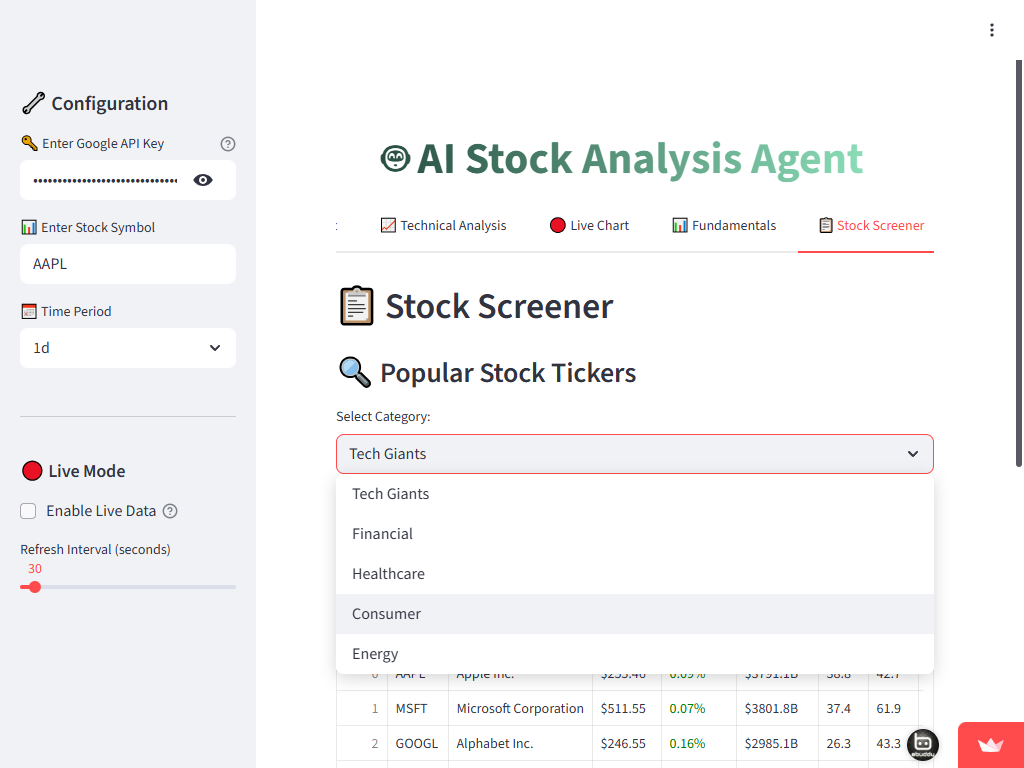 Configuration
Enter Google API Key
Enter Stock Symbol
AAPL
Time Period
1d
Live Mode
Enable Live Data
Refresh Interval (seconds)
30
AI Stock Analysis Agent
Technical Analysis
Live Chart
Fundamentals
Stock Screener
Stock Screener
Popular Stock Tickers
Select Category:
Tech Giants
Tech Giants
Financial
Healthcare
Consumer
Energy
0 AAPL Apple Inc. $255.46 0.09% $3791.1B 38.8 42.7
1 MSFT Microsoft Corporation $511.55 0.07% $3801.8B 37.4 61.9
2 GOOGL Alphabet Inc. $246.55 0.16% $2985.1B 26.3 43.3